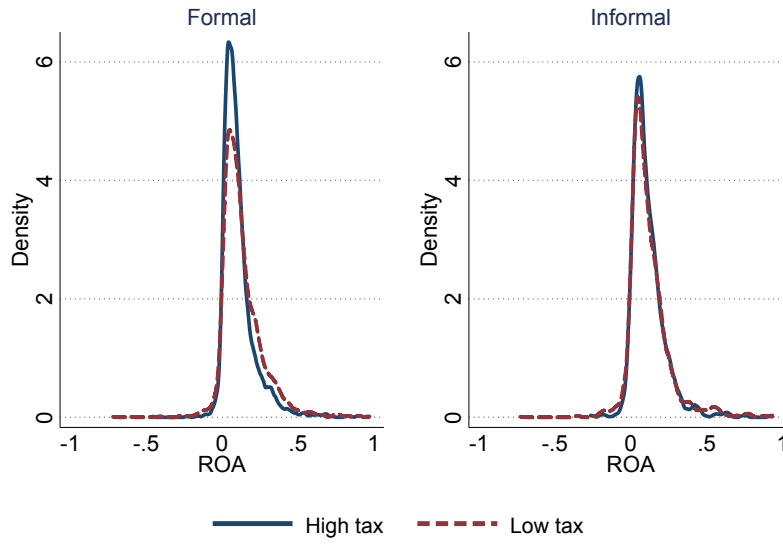 Formal
Density
6
4
2
0
-1
-.5
0
.5
1
ROA
Informal
Density
6
4
2
0
-1
-.5
0
.5
1
ROA
High tax
Low tax